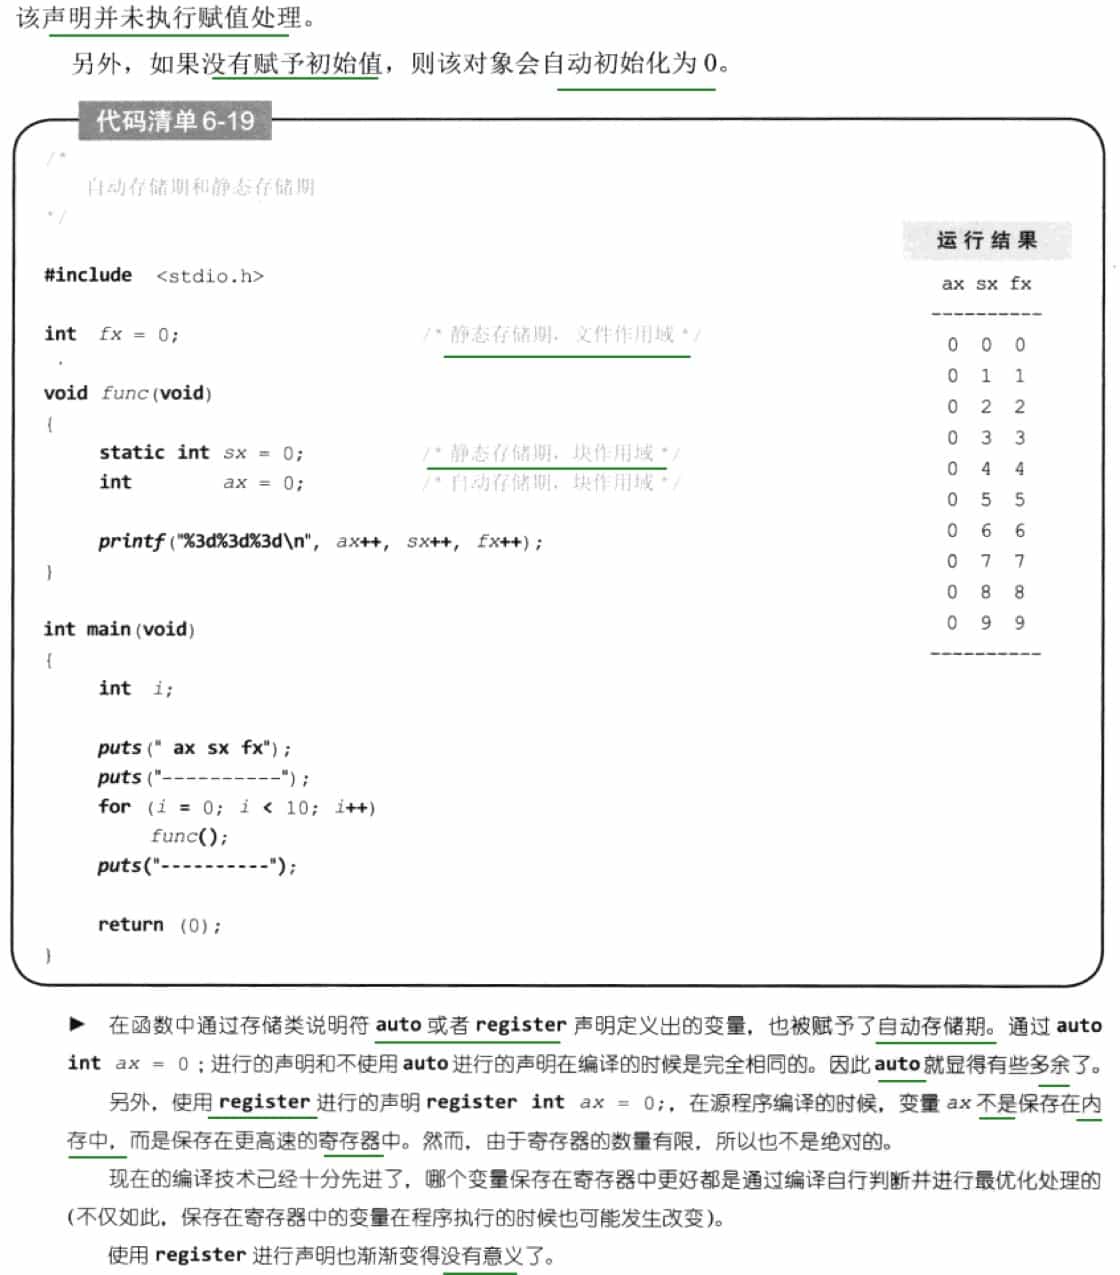 该声明并未执行赋值处理。
另外，如果没有赋予初始值，则该对象会自动初始化为 0。
代码清单 6-19
/*
自动存储期和静态存储期
*/
运行结果
#include <stdio.h>
ax sx fx
----------
int fx = 0; /* 静态存储期，文件作用域 */
0 0 0
0 1 1
void func(void)
0 2 2
{
0 3 3
static int sx = 0; /* 静态存储期，块作用域 */
0 4 4
int ax = 0; /* 自动存储期，块作用域 */
0 5 5
0 6 6
printf("%3d%3d%3d\n", ax++, sx++, fx++);
0 7 7
}
0 8 8
0 9 9
int main(void)
----------
{
int i;
puts(" ax sx fx");
puts("----------");
for (i = 0; i < 10; i++)
func();
puts("----------");
return (0);
}
▶ 在函数中通过存储类说明符 auto 或者 register 声明定义出的变量，也被赋予了自动存储期。通过 auto
int ax = 0 ; 进行的声明和不使用 auto 进行的声明在编译的时候是完全相同的。因此 auto 就显得有些多余了。
另外，使用 register 进行的声明 register int ax = 0;，在源程序编译的时候，变量 ax 不是保存在内
存中，而是保存在更高速的寄存器中。然而，由于寄存器的数量有限，所以也不是绝对的。
现在的编译技术已经十分先进了，哪个变量保存在寄存器中更好都是通过编译自行判断并进行最优化处理的
(不仅如此，保存在寄存器中的变量在程序执行的时候也可能发生改变)。
使用 register 进行声明也渐渐变得没有意义了。